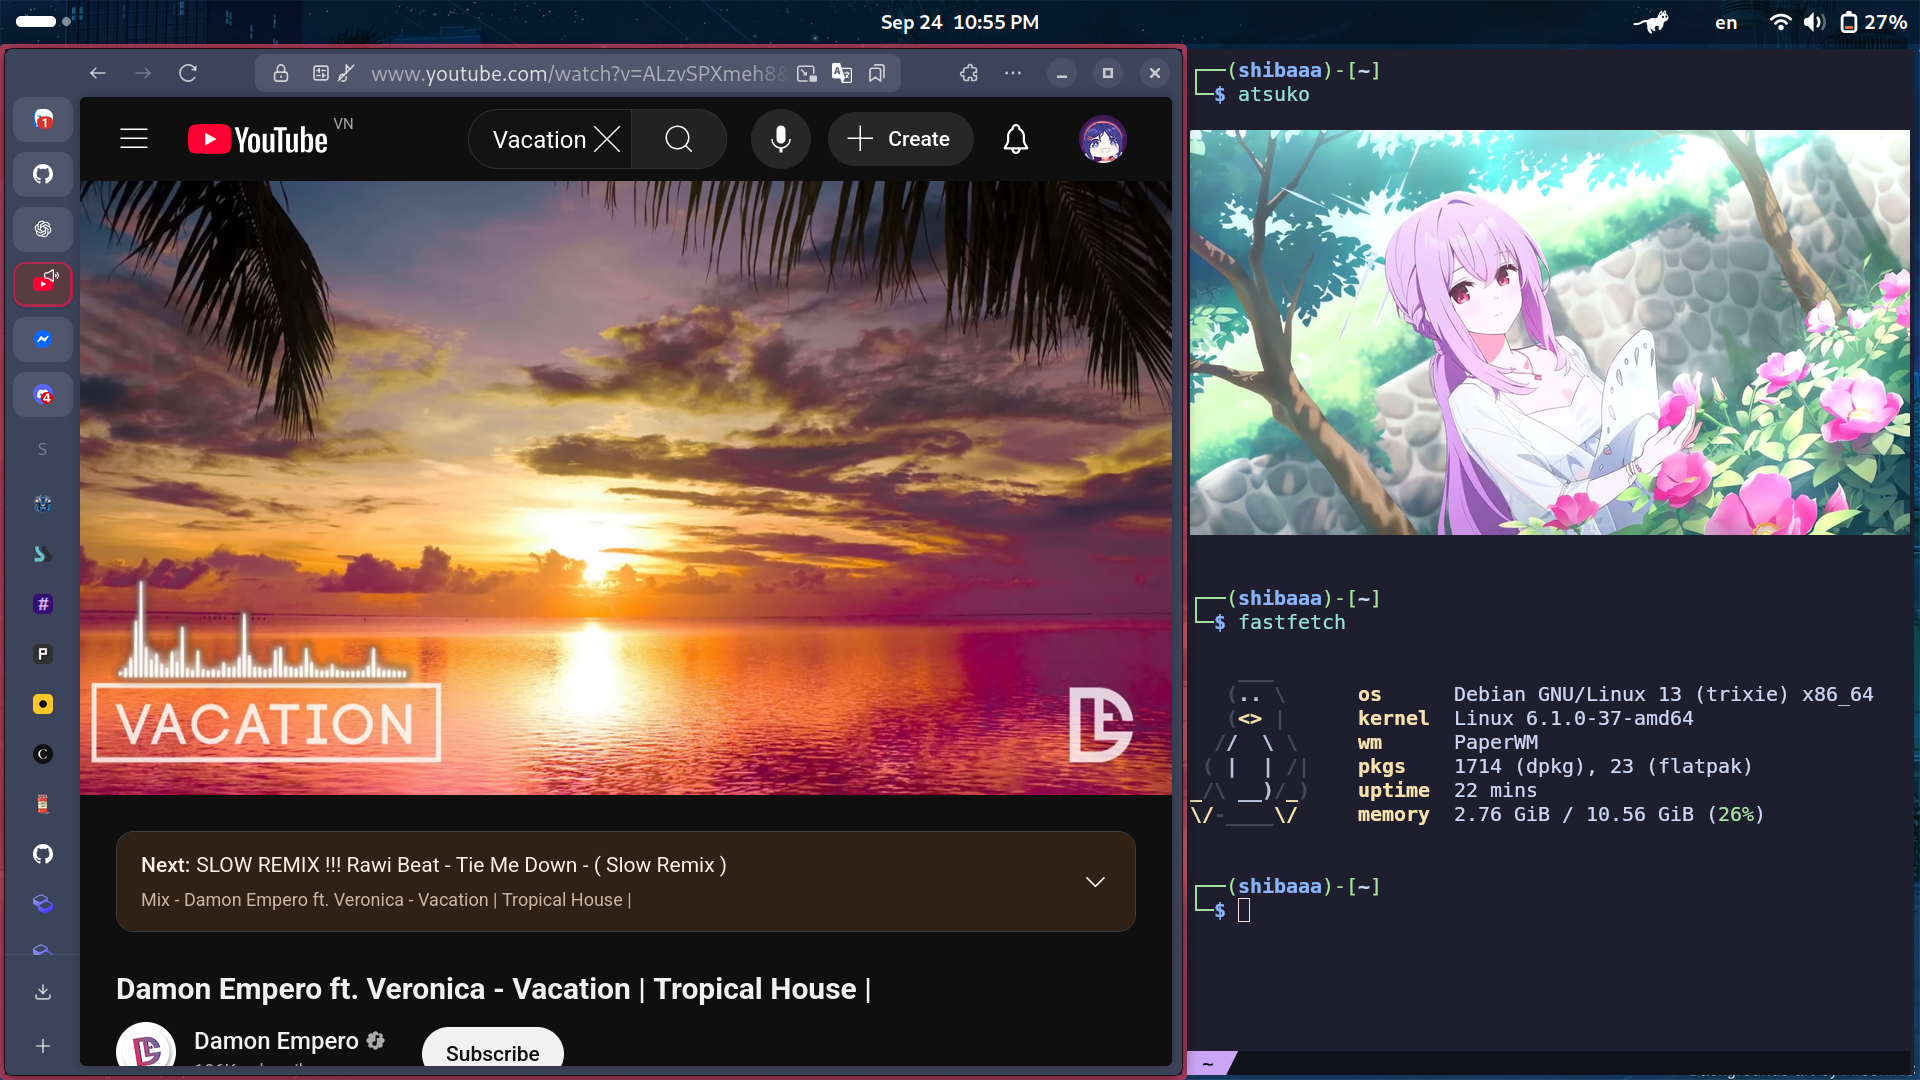 Sep 24 10:55 PM
en
27%
www.youtube.com/watch?v=ALzvSPXmeh8&
1
4
S
#
P
C
YouTube
VN
Vacation
Create
VACATION
Next: SLOW REMIX !!! Rawi Beat - Tie Me Down - ( Slow Remix )
Mix - Damon Empero ft. Veronica - Vacation | Tropical House |
Damon Empero ft. Veronica - Vacation | Tropical House |
Damon Empero
Subscribe
┌──(shibaaa)-[~]
└─$ atsuko
┌──(shibaaa)-[~]
└─$ fastfetch
os Debian GNU/Linux 13 (trixie) x86_64
kernel Linux 6.1.0-37-amd64
wm PaperWM
pkgs 1714 (dpkg), 23 (flatpak)
uptime 22 mins
memory 2.76 GiB / 10.56 GiB (26%)
┌──(shibaaa)-[~]
└─$
~